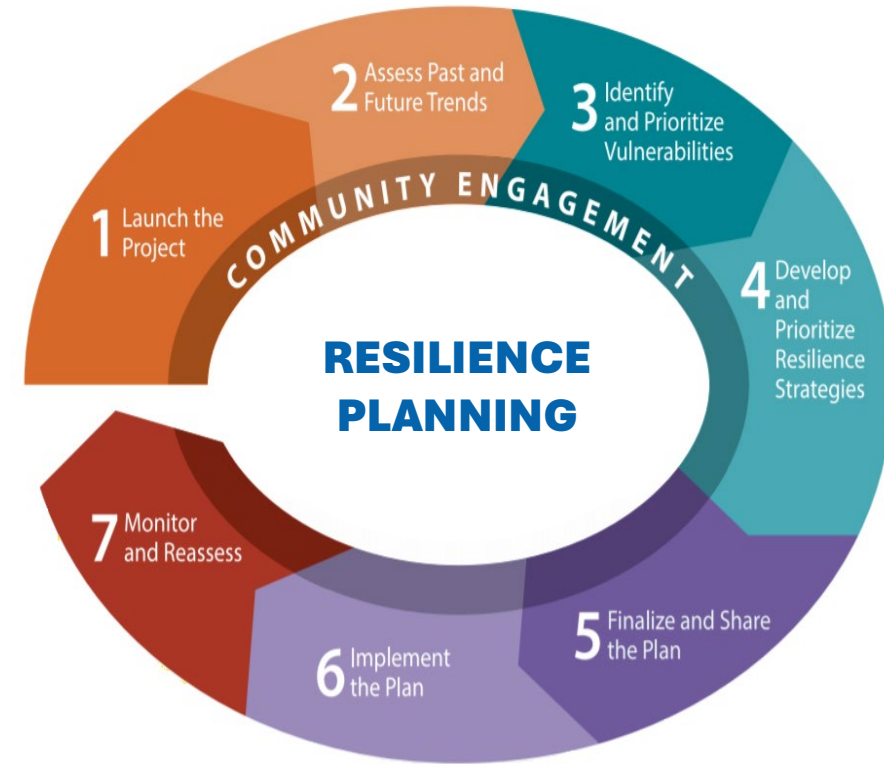 1 Launch the
Project
2 Assess Past and
Future Trends
3 Identify
and Prioritize
Vulnerabilities
4 Develop
and
Prioritize
Resilience
Strategies
5 Finalize and Share
the Plan
6 Implement
the Plan
7 Monitor
and Reassess
COMMUNITY ENGAGEMENT
RESILIENCE
PLANNING